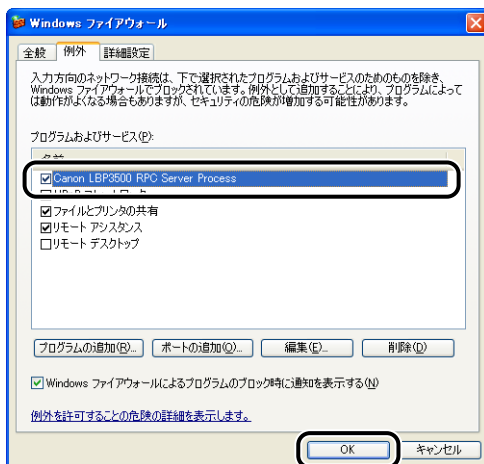 Windows ファイアウォール
全般 例外 詳細設定
入力方向のネットワーク接続は、下で選択されたプログラムおよびサービスのためのものを除き、
Windows ファイアウォールでブロックされています。例外として追加することにより、プログラムによって
は動作がよくなる場合もありますが、セキュリティの危険が増加する可能性があります。
プログラムおよびサービス(P):
Canon LBP3500 RPC Server Process
ファイルとプリンタの共有
リモート アシスタンス
リモート デスクトップ
プログラムの追加(R)... ポートの追加(O)... 編集(E)... 削除(D)
Windows ファイアウォールによるプログラムのブロック時に通知を表示する(N)
例外を許可することの危険の詳細を表示します。
OK キャンセル